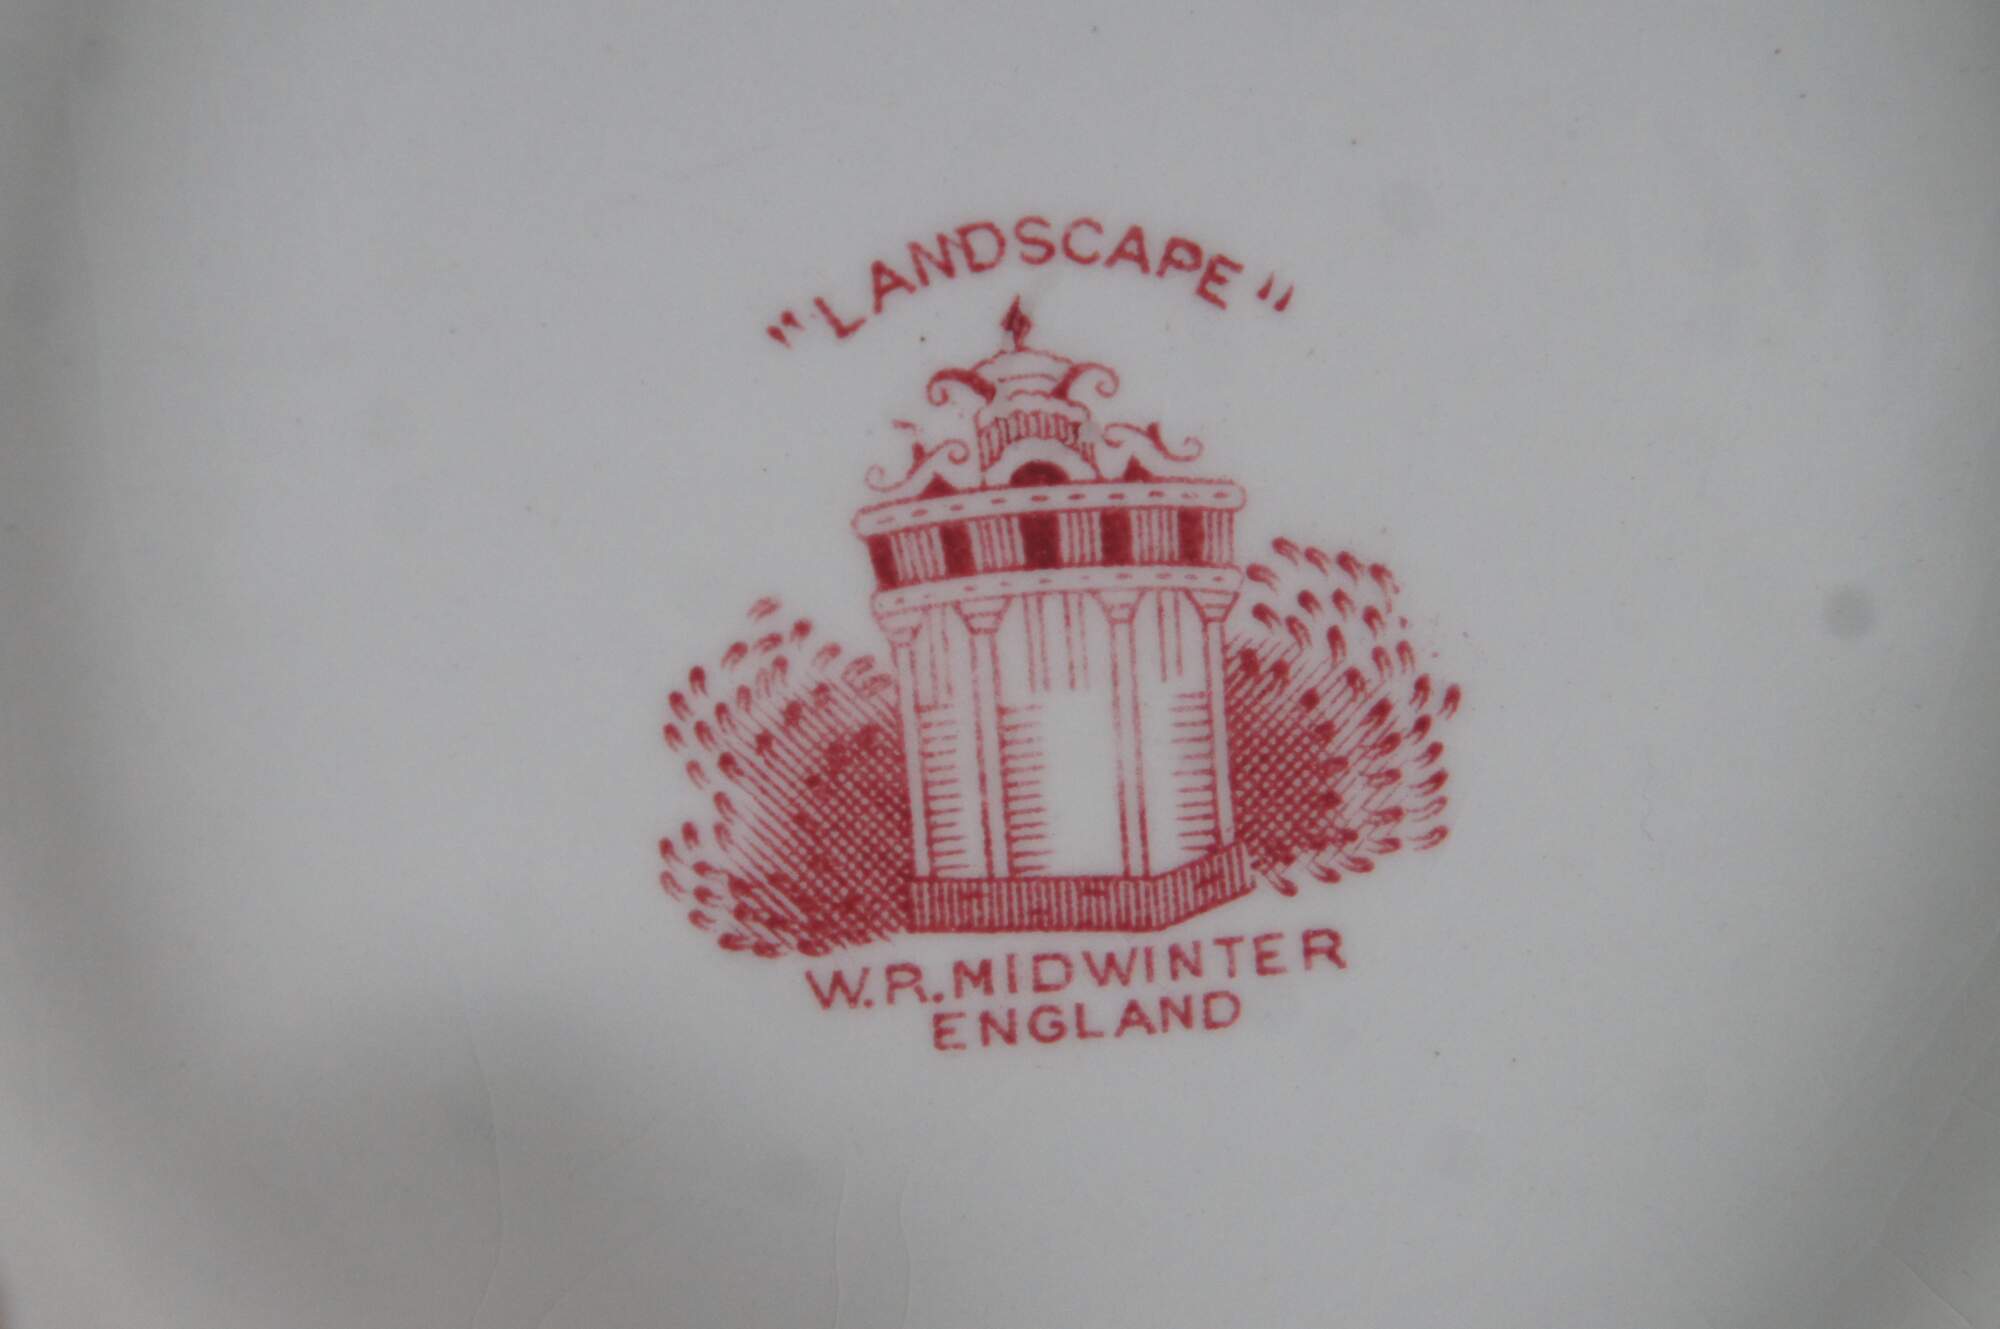 "LANDSCAPE"
W.R. MIDWINTER
ENGLAND